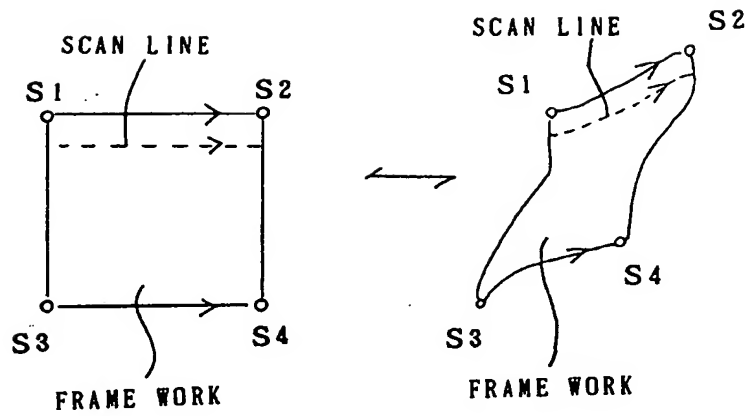 SCAN LINE
S1
S2
S3
S4
FRAME WORK
SCAN LINE
S1
S2
S3
S4
FRAME WORK